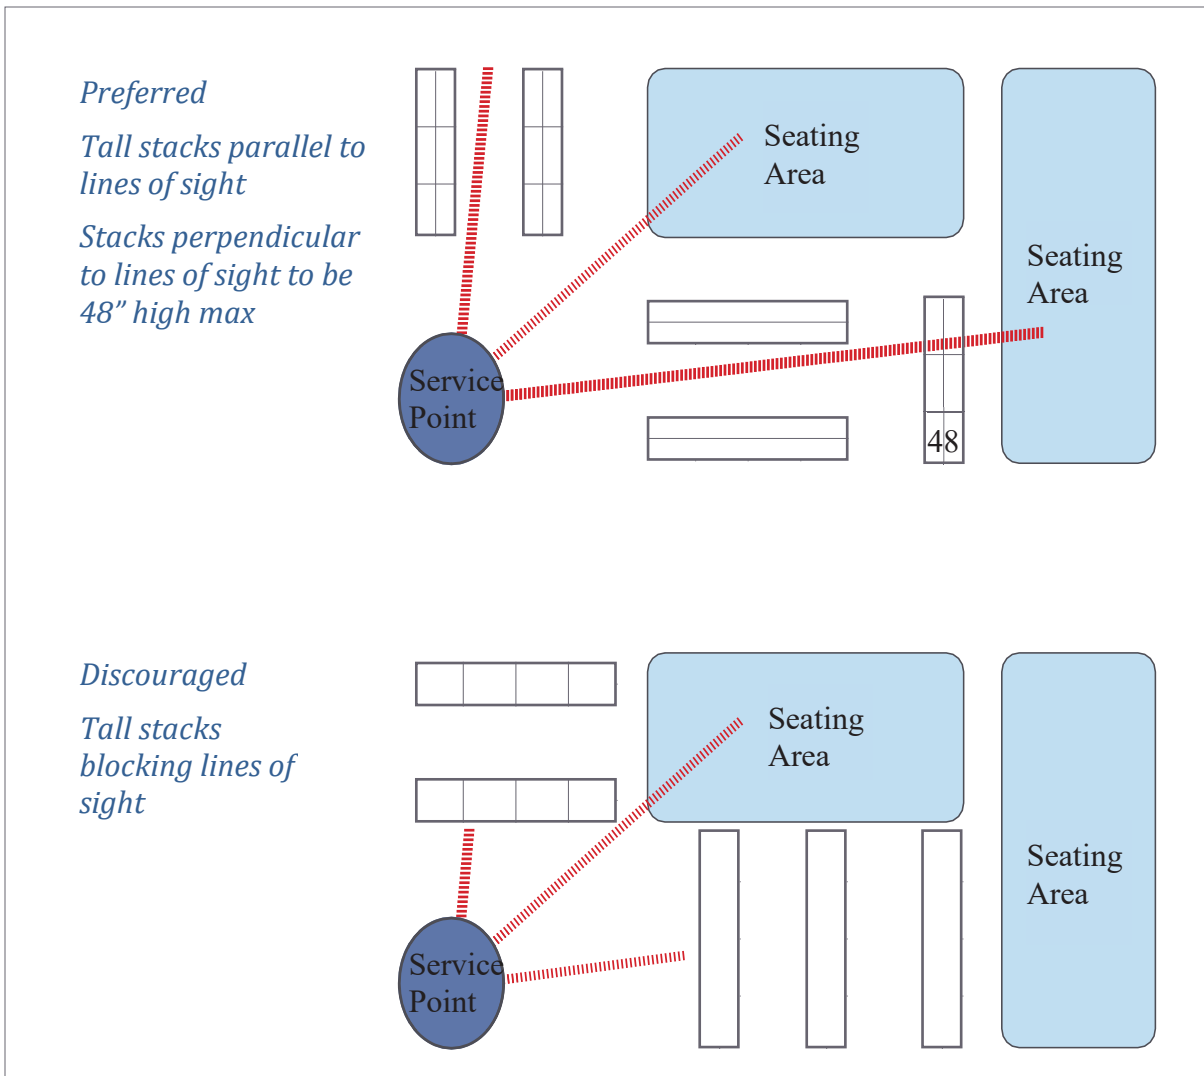 Preferred
Tall stacks parallel to
lines of sight
Stacks perpendicular
to lines of sight to be
48” high max
Seating
Area
Seating
Area
Service
Point
48
Discouraged
Tall stacks
blocking lines of
sight
Seating
Area
Seating
Area
Service
Point